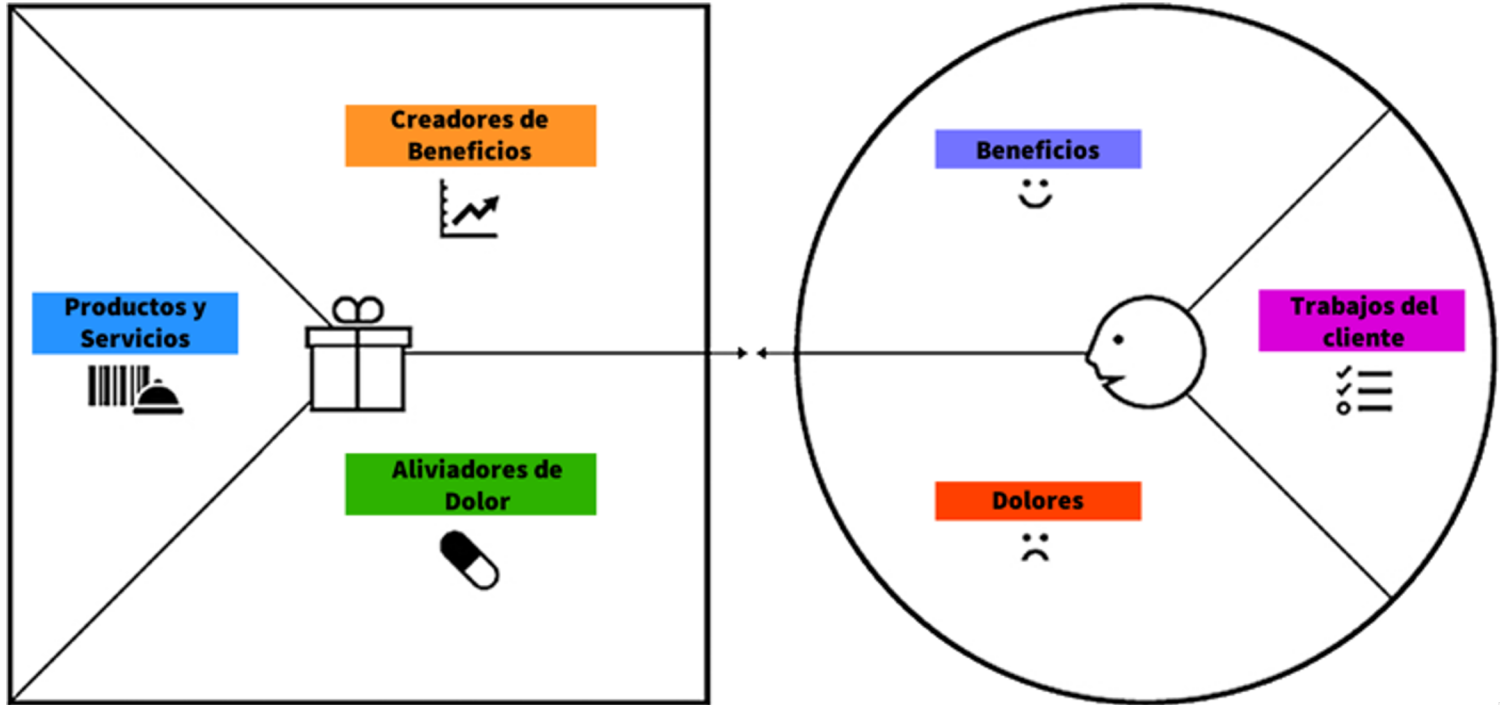 Creadores de
Beneficios
Productos y
Servicios
Aliviadores de
Dolor
Beneficios
Trabajos del
cliente
Dolores